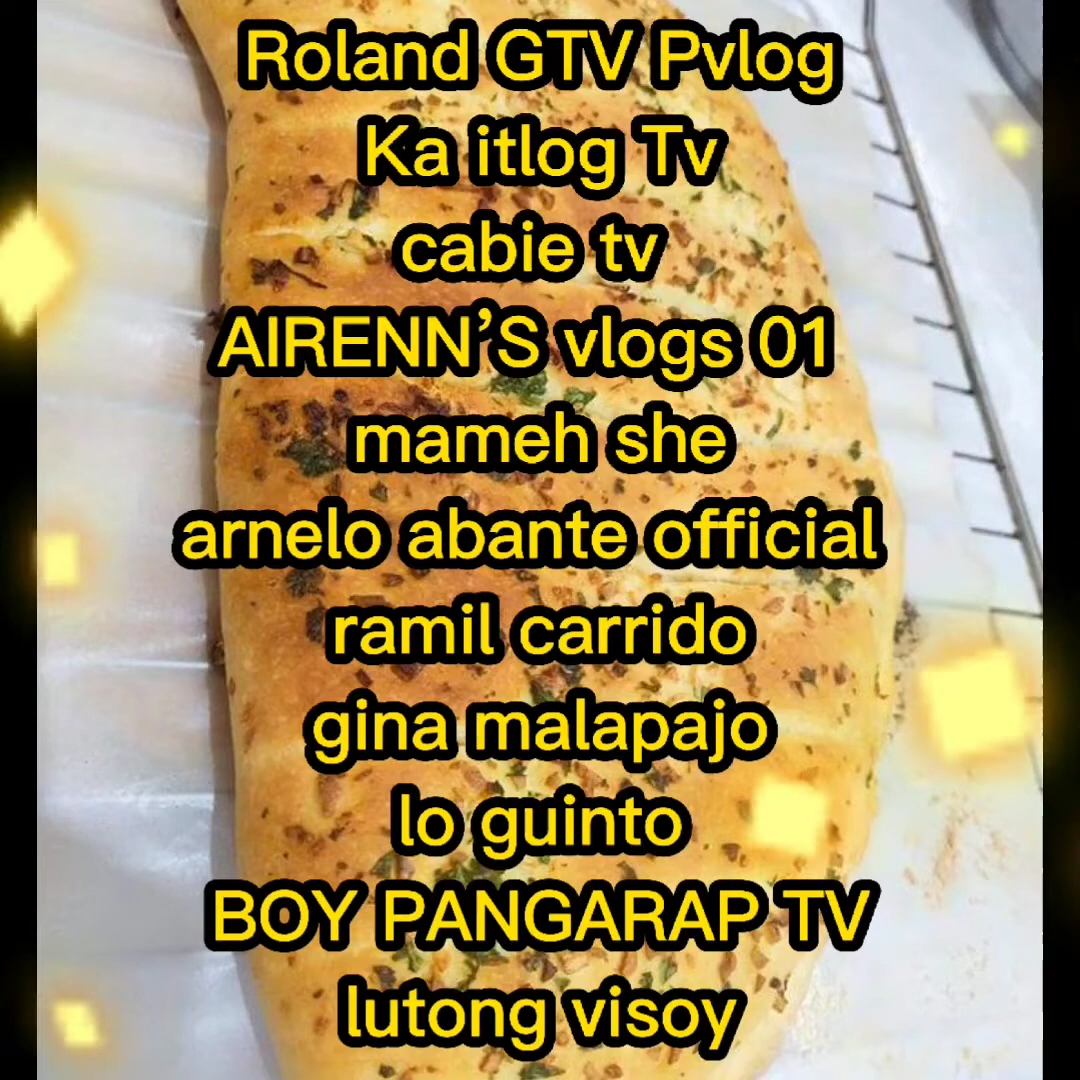 Roland GTV Pvlog
Ka itlog Tv
cabie tv
AIRENN’S vlogs 01
mameh she
arnelo abante official
ramil carrido
gina malapajo
lo guinto
BOY PANGARAP TV
lutong visoy